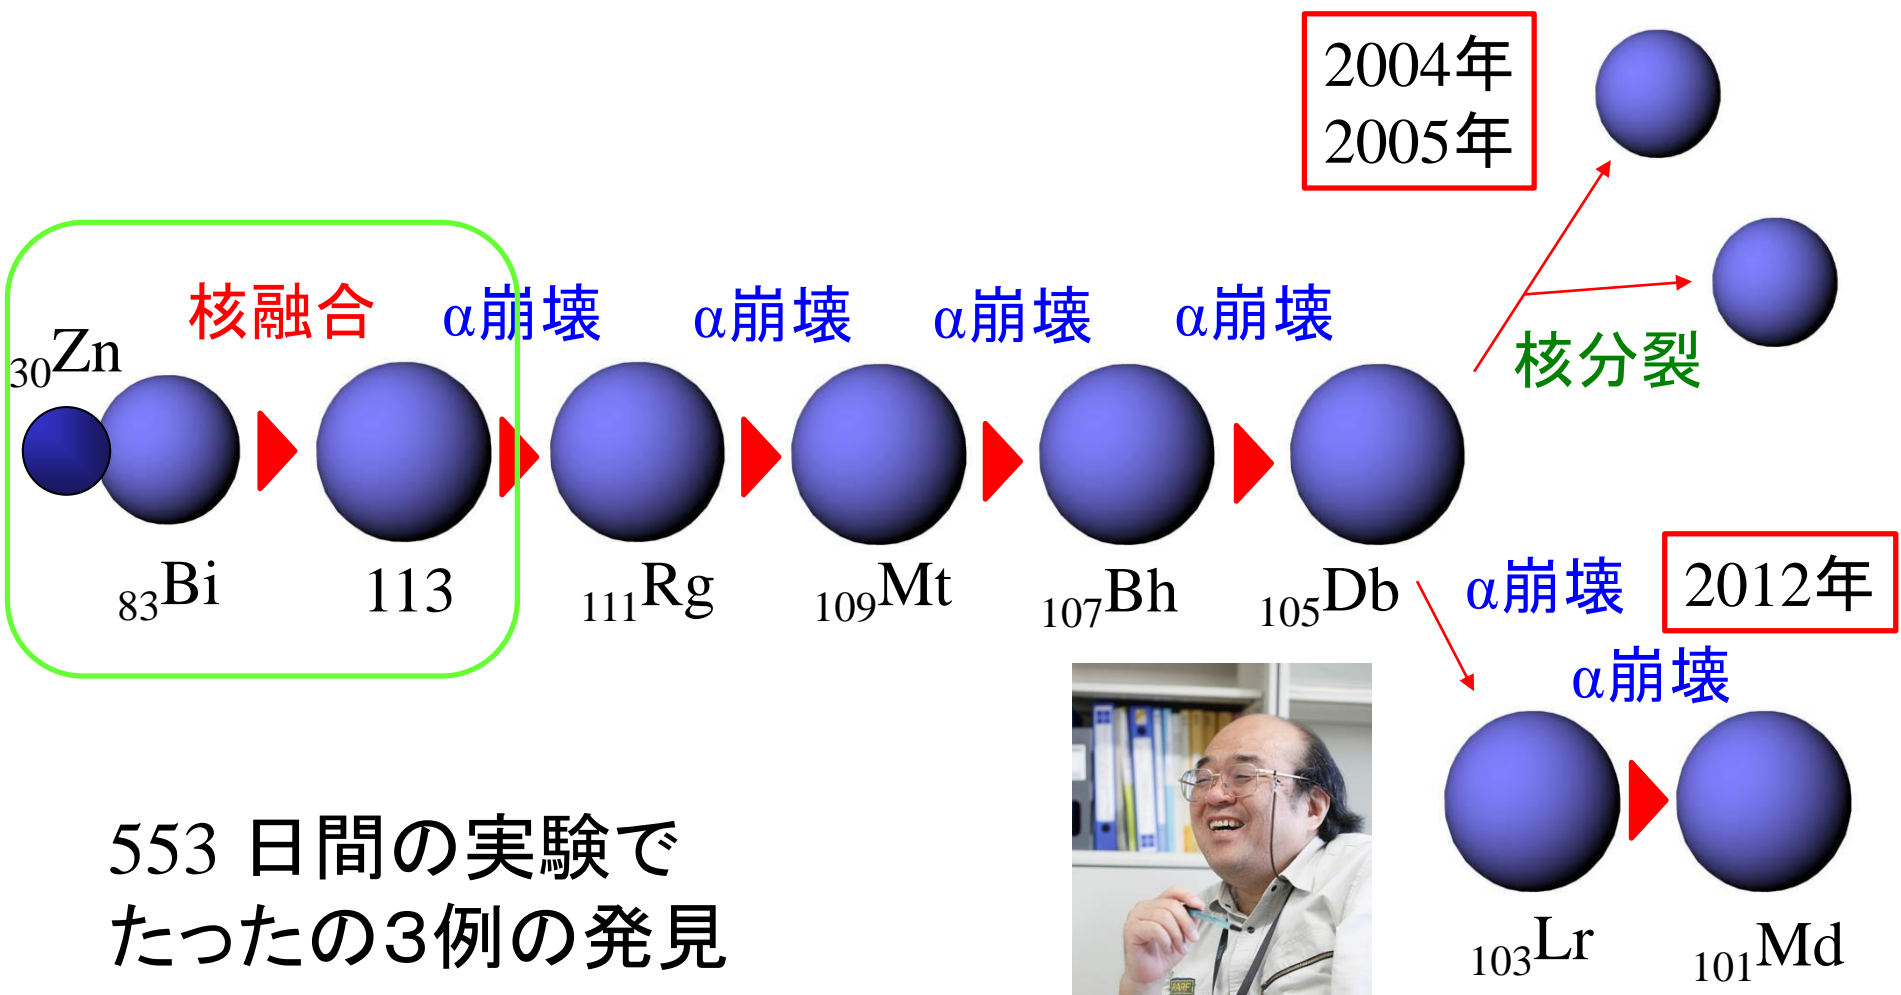 2004年
2005年
核融合
α崩壊
α崩壊
α崩壊
α崩壊
30Zn
核分裂
83Bi
113
111Rg
109Mt
107Bh
105Db
α崩壊
2012年
α崩壊
553 日間の実験で
たったの3例の発見
103Lr
101Md